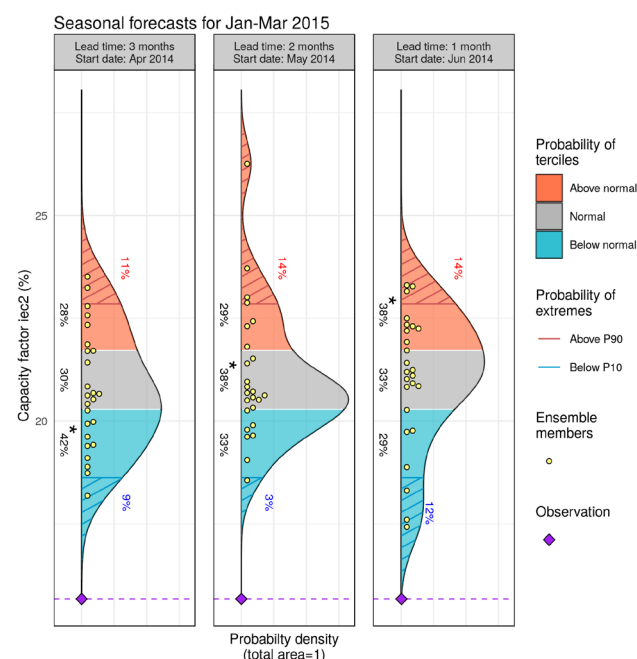 Seasonal forecasts for Jan-Mar 2015
Lead time: 3 months
Start date: Apr 2014
Lead time: 2 months
Start date: May 2014
Lead time: 1 month
Start date: Jun 2014
Capacity factor iec2 (%)
25
20
11%
28%
30%
*
42%
9%
14%
29%
*
38%
33%
3%
14%
*
38%
33%
29%
12%
Probabilty density
(total area=1)
Probability of
terciles
Above normal
Normal
Below normal
Probability of
extremes
Above P90
Below P10
Ensemble
members
Observation